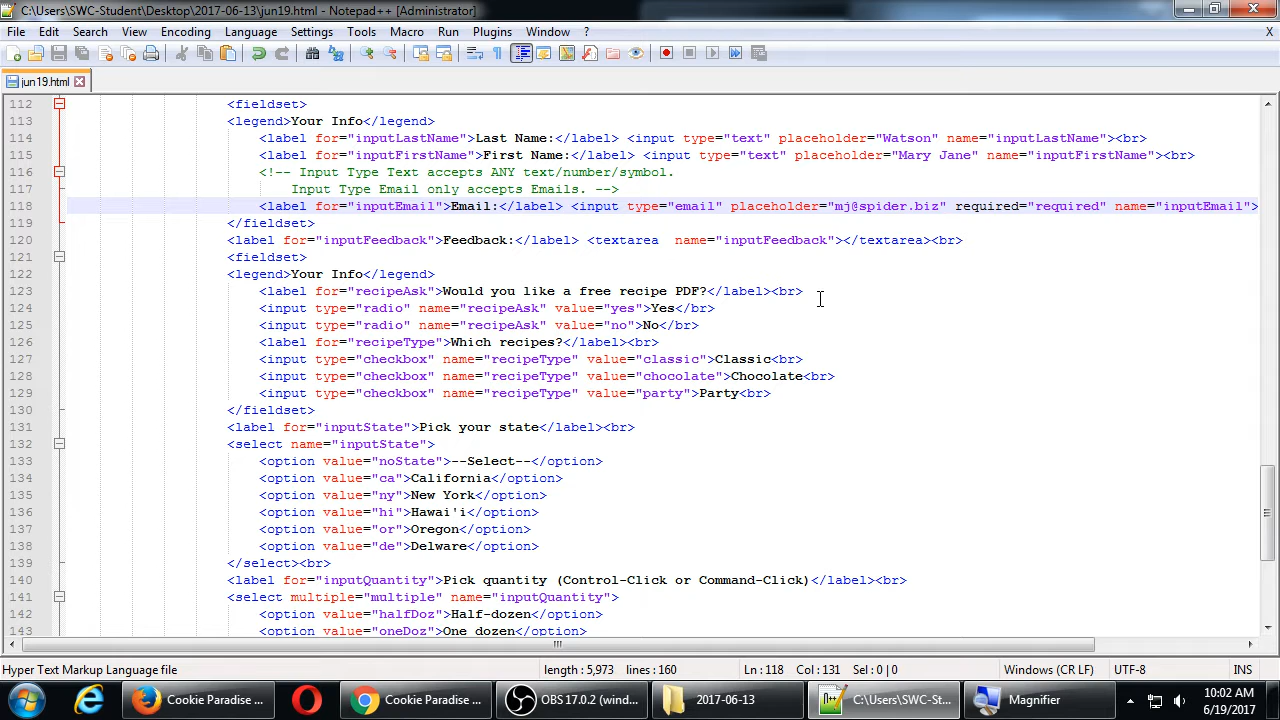 C:\Users\SWC-Student\Desktop\2017-06-13\jun19.html - Notepad++ [Administrator]
File Edit Search View Encoding Language Settings Tools Macro Run Plugins Window ? X
jun19.html
112 <fieldset>
113 <legend>Your Info</legend>
114 <label for="inputLastName">Last Name:</label> <input type="text" placeholder="Watson" name="inputLastName"><br>
115 <label for="inputFirstName">First Name:</label> <input type="text" placeholder="Mary Jane" name="inputFirstName"><br>
116 <!-- Input Type Text accepts ANY text/number/symbol.
117 Input Type Email only accepts Emails. -->
118 <label for="inputEmail">Email:</label> <input type="email" placeholder="mj@spider.biz" required="required" name="inputEmail">
119 </fieldset>
120 <label for="inputFeedback">Feedback:</label> <textarea  name="inputFeedback"></textarea><br>
121 <fieldset>
122 <legend>Your Info</legend>
123 <label for="recipeAsk">Would you like a free recipe PDF?</label><br>
124 <input type="radio" name="recipeAsk" value="yes">Yes</br>
125 <input type="radio" name="recipeAsk" value="no">No</br>
126 <label for="recipeType">Which recipes?</label><br>
127 <input type="checkbox" name="recipeType" value="classic">Classic<br>
128 <input type="checkbox" name="recipeType" value="chocolate">Chocolate<br>
129 <input type="checkbox" name="recipeType" value="party">Party<br>
130 </fieldset>
131 <label for="inputState">Pick your state</label><br>
132 <select name="inputState">
133 <option value="noState">--Select--</option>
134 <option value="ca">California</option>
135 <option value="ny">New York</option>
136 <option value="hi">Hawai'i</option>
137 <option value="or">Oregon</option>
138 <option value="de">Delware</option>
139 </select><br>
140 <label for="inputQuantity">Pick quantity (Control-Click or Command-Click)</label><br>
141 <select multiple="multiple" name="inputQuantity">
142 <option value="halfDoz">Half-dozen</option>
143 <option value="oneDoz">One dozen</option>
Hyper Text Markup Language file length : 5,973 lines : 160 Ln : 118 Col : 131 Sel : 0 | 0 Windows (CR LF) UTF-8 INS
Cookie Paradise ... Cookie Paradise ... OBS 17.0.2 (wind... 2017-06-13 C:\Users\SWC-St... Magnifier 10:02 AM
6/19/2017